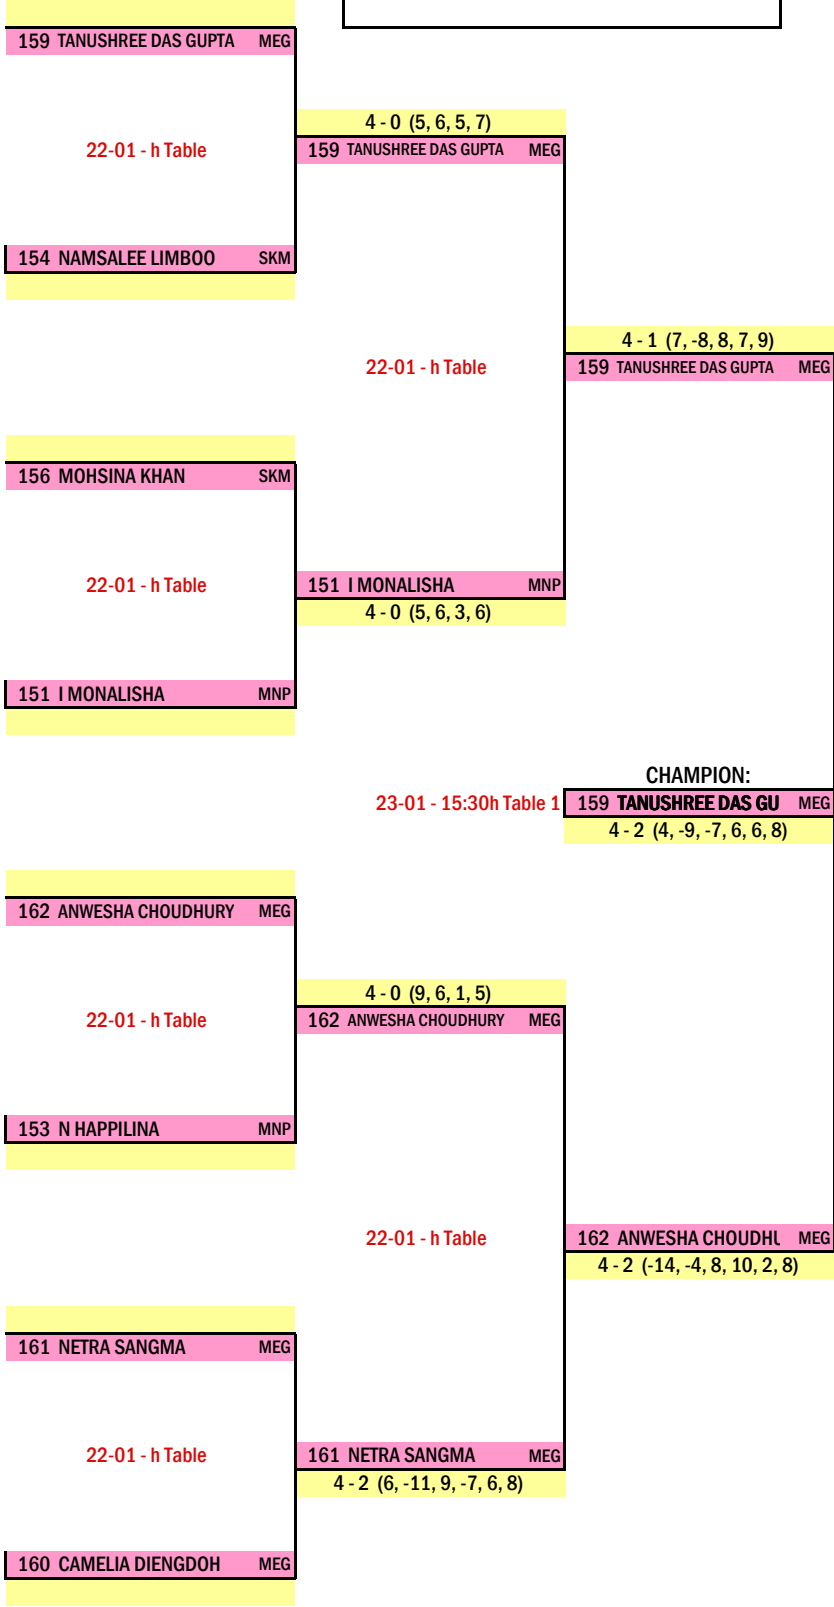 159 TANUSHREE DAS GUPTA MEG
4 - 0 (5, 6, 5, 7)
22-01 - h Table
159 TANUSHREE DAS GUPTA MEG
154 NAMSALEE LIMBOO SKM
4 - 1 (7, -8, 8, 7, 9)
22-01 - h Table
159 TANUSHREE DAS GUPTA MEG
156 MOHSINA KHAN SKM
22-01 - h Table
151 I MONALISHA MNP
4 - 0 (5, 6, 3, 6)
151 I MONALISHA MNP
CHAMPION:
23-01 - 15:30h Table 1
159 TANUSHREE DAS GU MEG
4 - 2 (4, -9, -7, 6, 6, 8)
162 ANWESHA CHOUDHURY MEG
4 - 0 (9, 6, 1, 5)
22-01 - h Table
162 ANWESHA CHOUDHURY MEG
153 N HAPPILINA MNP
22-01 - h Table
162 ANWESHA CHOUDHU MEG
4 - 2 (-14, -4, 8, 10, 2, 8)
161 NETRA SANGMA MEG
22-01 - h Table
161 NETRA SANGMA MEG
4 - 2 (6, -11, 9, -7, 6, 8)
160 CAMELIA DIENGDOH MEG